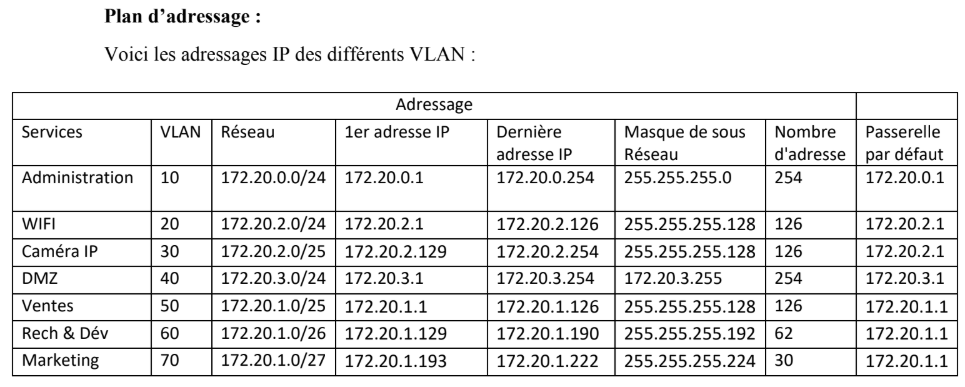 Plan d’adressage :
Voici les adressages IP des différents VLAN :
Adressage
Services VLAN Réseau 1er adresse IP Dernière adresse IP Masque de sous Réseau Nombre d'adresse Passerelle par défaut
Administration 10 172.20.0.0/24 172.20.0.1 172.20.0.254 255.255.255.0 254 172.20.0.1
WIFI 20 172.20.2.0/24 172.20.2.1 172.20.2.126 255.255.255.128 126 172.20.2.1
Caméra IP 30 172.20.2.0/25 172.20.2.129 172.20.2.254 255.255.255.128 126 172.20.2.1
DMZ 40 172.20.3.0/24 172.20.3.1 172.20.3.254 172.20.3.255 254 172.20.3.1
Ventes 50 172.20.1.0/25 172.20.1.1 172.20.1.126 255.255.255.128 126 172.20.1.1
Rech & Dév 60 172.20.1.0/26 172.20.1.129 172.20.1.190 255.255.255.192 62 172.20.1.1
Marketing 70 172.20.1.0/27 172.20.1.193 172.20.1.222 255.255.255.224 30 172.20.1.1